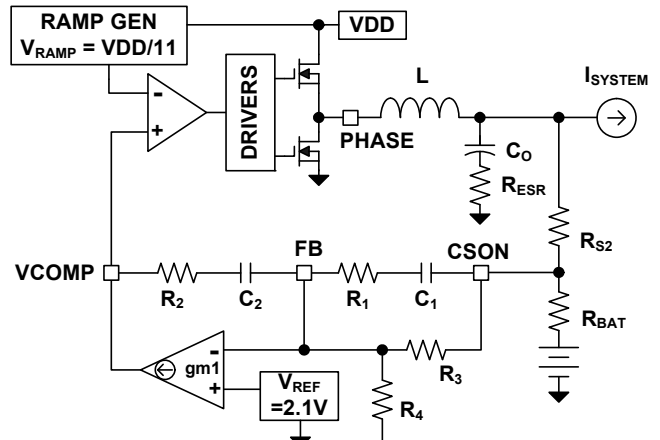 RAMP GEN
VRAMP = VDD/11
VDD
DRIVERS
-
+
L
ISYSTEM
PHASE
CO
RESR
RS2
FB
CSON
VCOMP
R2
C2
R1
C1
RBAT
-
gm1
+
R3
VREF
=2.1V
R4